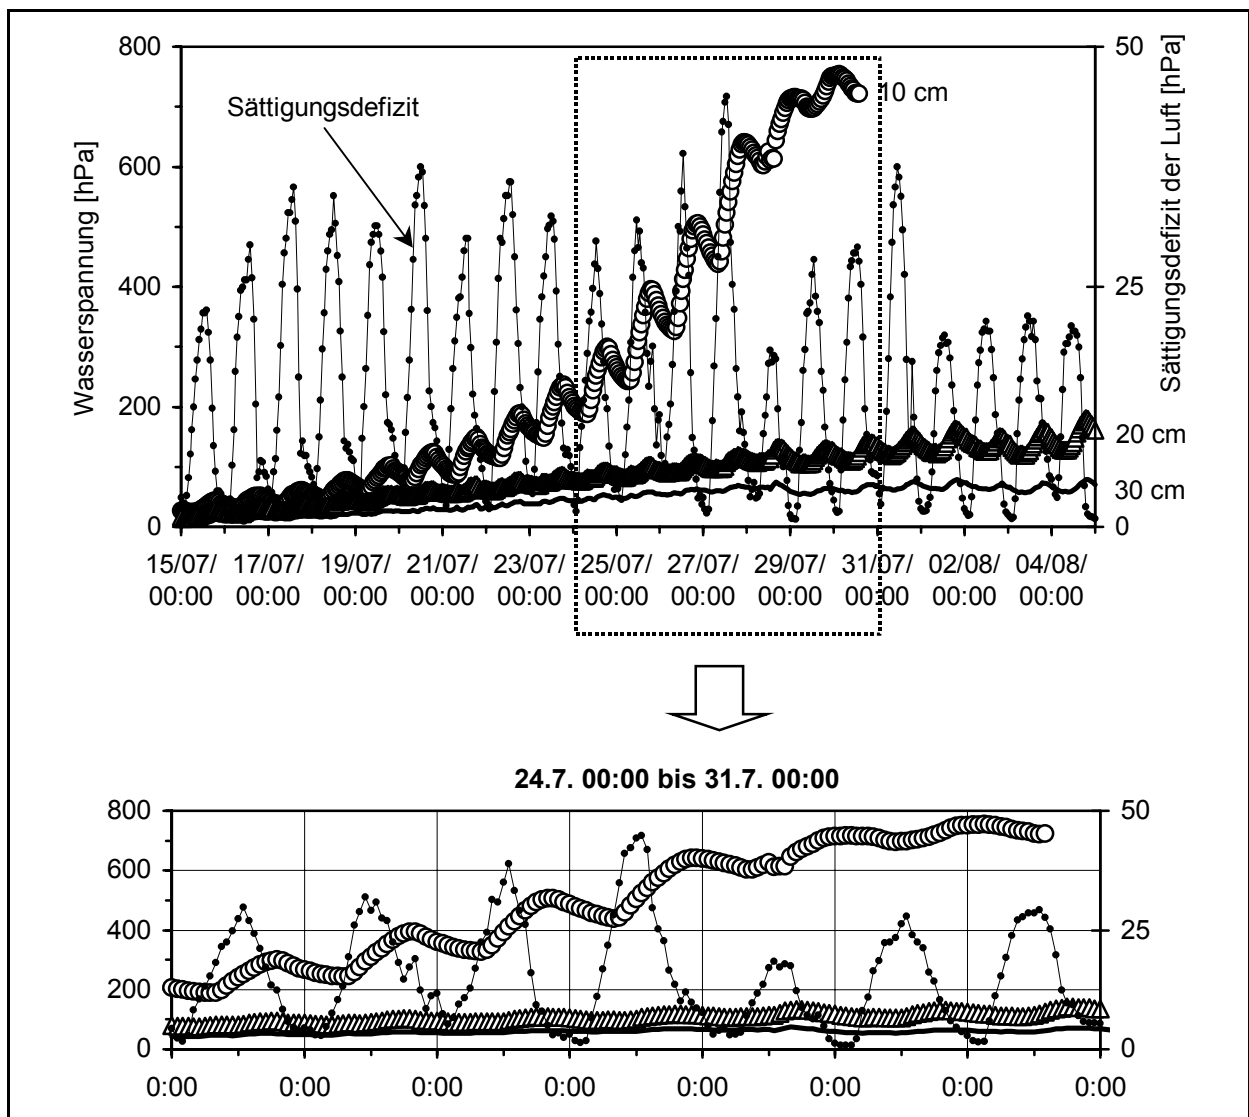 800
600
400
200
0
Wasserspannung [hPa]
50
25
0
Sättigungsdefizit der Luft [hPa]
Sättigungsdefizit
10 cm
20 cm
30 cm
15/07/ 17/07/ 19/07/ 21/07/ 23/07/ 25/07/ 27/07/ 29/07/ 31/07/ 02/08/ 04/08/
00:00 00:00 00:00 00:00 00:00 00:00 00:00 00:00 00:00 00:00 00:00
24.7. 00:00 bis 31.7. 00:00
800
600
400
200
0
50
25
0
0:00 0:00 0:00 0:00 0:00 0:00 0:00 0:00